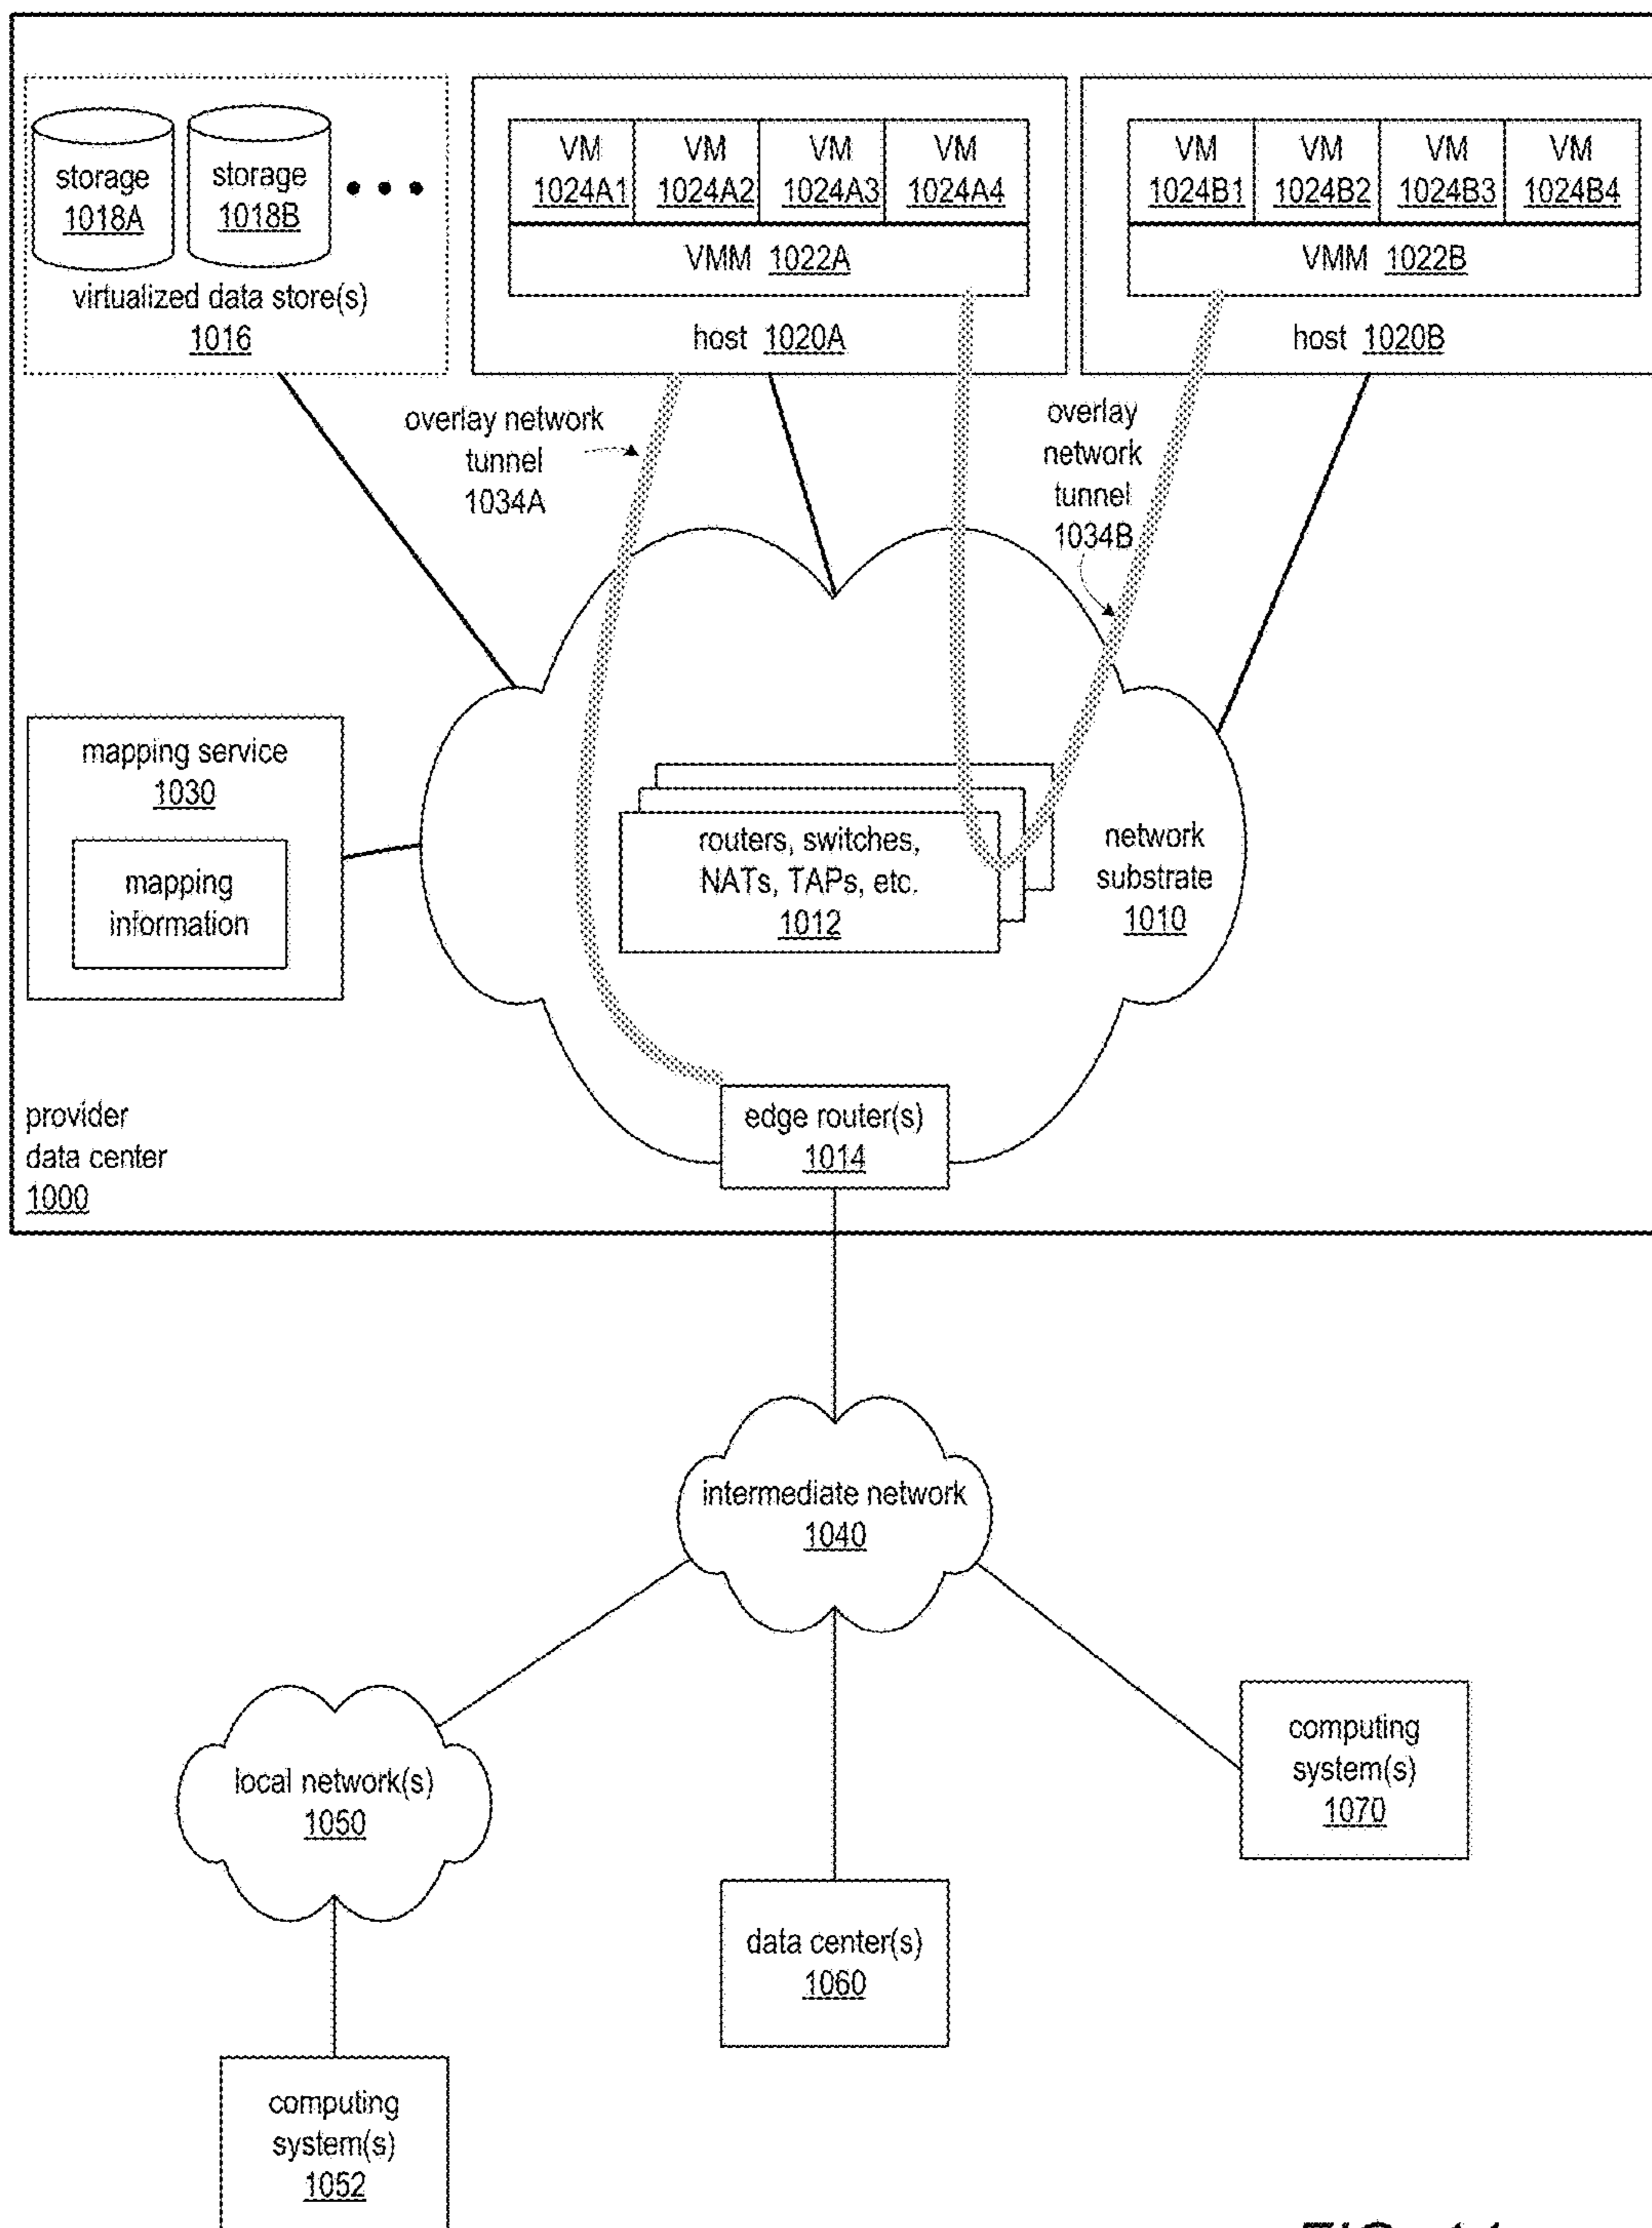 storage
1018A
storage
1018B
virtualized data store(s)
1016
VM
1024A1
VM
1024A2
VM
1024A3
VM
1024A4
VMM 1022A
host 1020A
VM
1024B1
VM
1024B2
VM
1024B3
VM
1024B4
VMM 1022B
host 1020B
overlay network
tunnel
1034A
overlay
network
tunnel
1034B
mapping service
1030
mapping
information
routers, switches,
NATs, TAPs, etc.
1012
network
substrate
1010
edge router(s)
1014
provider
data center
1000
intermediate network
1040
local network(s)
1050
computing
system(s)
1070
data center(s)
1060
computing
system(s)
1052